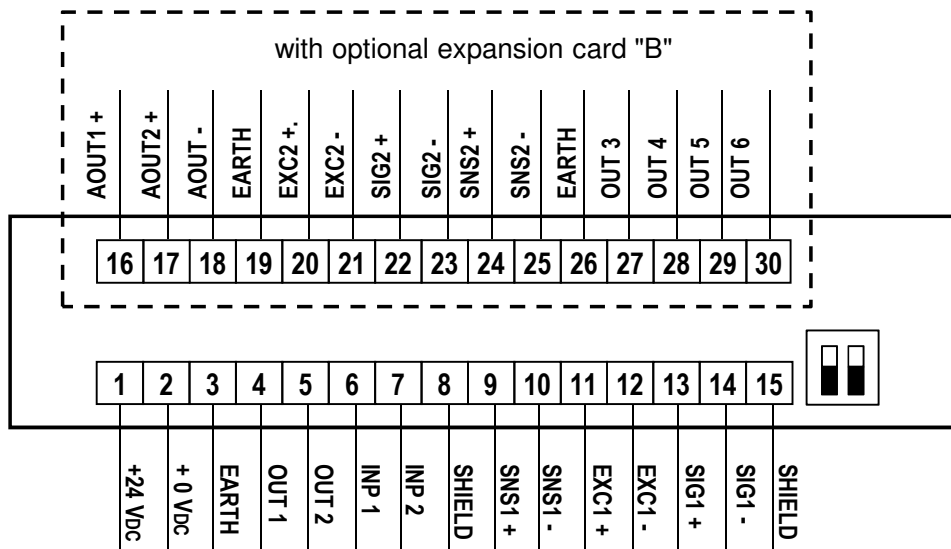 with optional expansion card "B"
AOUT1 +
AOUT2 +
AOUT -
EARTH
EXC2 +.
EXC2 -
SIG2 +
SIG2 -
SNS2 +
SNS2 -
EARTH
OUT 3
OUT 4
OUT 5
OUT 6
16 17 18 19 20 21 22 23 24 25 26 27 28 29 30
1 2 3 4 5 6 7 8 9 10 11 12 13 14 15
+24 VDC
+ 0 VDC
EARTH
OUT 1
OUT 2
INP 1
INP 2
SHIELD
SNS1 +
SNS1 -
EXC1 +
EXC1 -
SIG1 +
SIG1 -
SHIELD